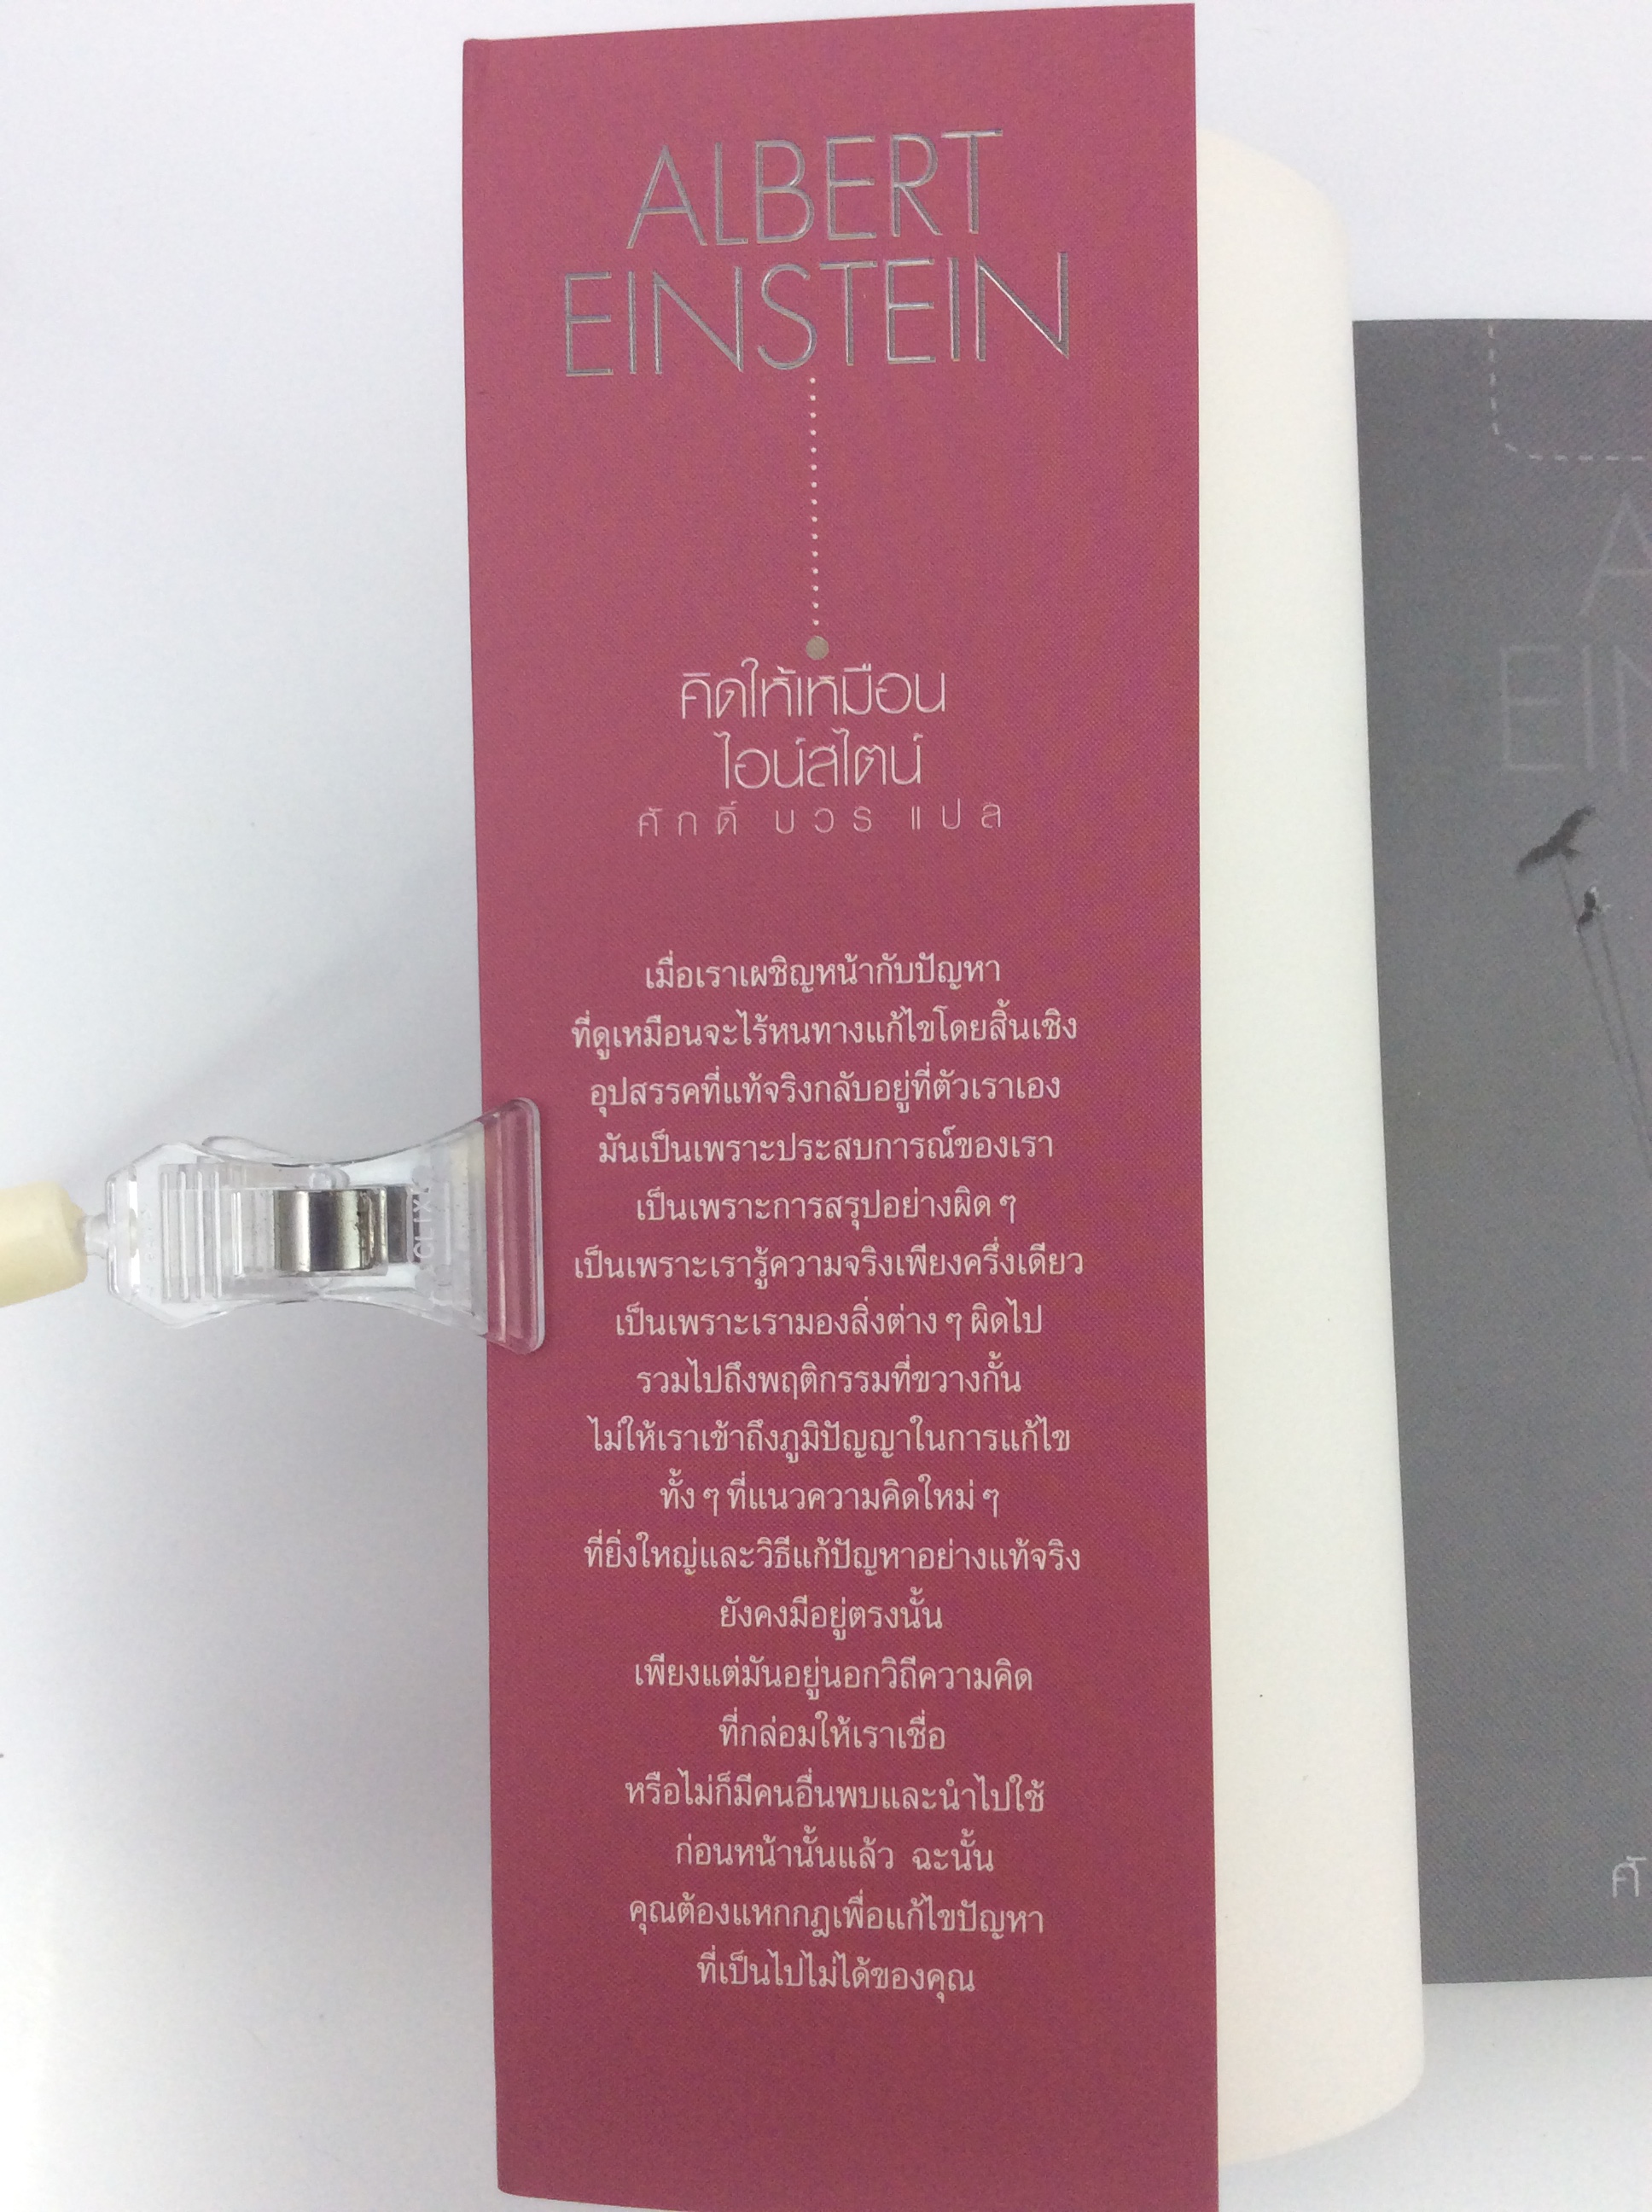 ALBERT
EINSTEIN
คิดให้เหมือน
ไอน์สไตน์
ศักดิ์ บวร แปล
เมื่อเราเผชิญหน้ากับปัญหา
ที่ดูเหมือนจะไร้หนทางแก้ไขโดยสิ้นเชิง
อุปสรรคที่แท้จริงกลับอยู่ที่ตัวเราเอง
มันเป็นเพราะประสบการณ์ของเรา
เป็นเพราะการสรุปอย่างผิด ๆ
เป็นเพราะเรารู้ความจริงเพียงครึ่งเดียว
เป็นเพราะเรามองสิ่งต่าง ๆ ผิดไป
รวมไปถึงพฤติกรรมที่ขวางกั้น
ไม่ให้เราเข้าถึงภูมิปัญญาในการแก้ไข
ทั้ง ๆ ที่แนวความคิดใหม่ ๆ
ที่ยิ่งใหญ่และวิธีแก้ปัญหาอย่างแท้จริง
ยังคงมีอยู่ตรงนั้น
เพียงแต่มันอยู่นอกวิถีความคิด
ที่กล่อมให้เราเชื่อ
หรือไม่ก็มีคนอื่นพบและนำไปใช้
ก่อนหน้านั้นแล้ว ฉะนั้น
คุณต้องแหกกฎเพื่อแก้ไขปัญหา
ที่เป็นไปไม่ได้ของคุณ
A
EIN
ศั